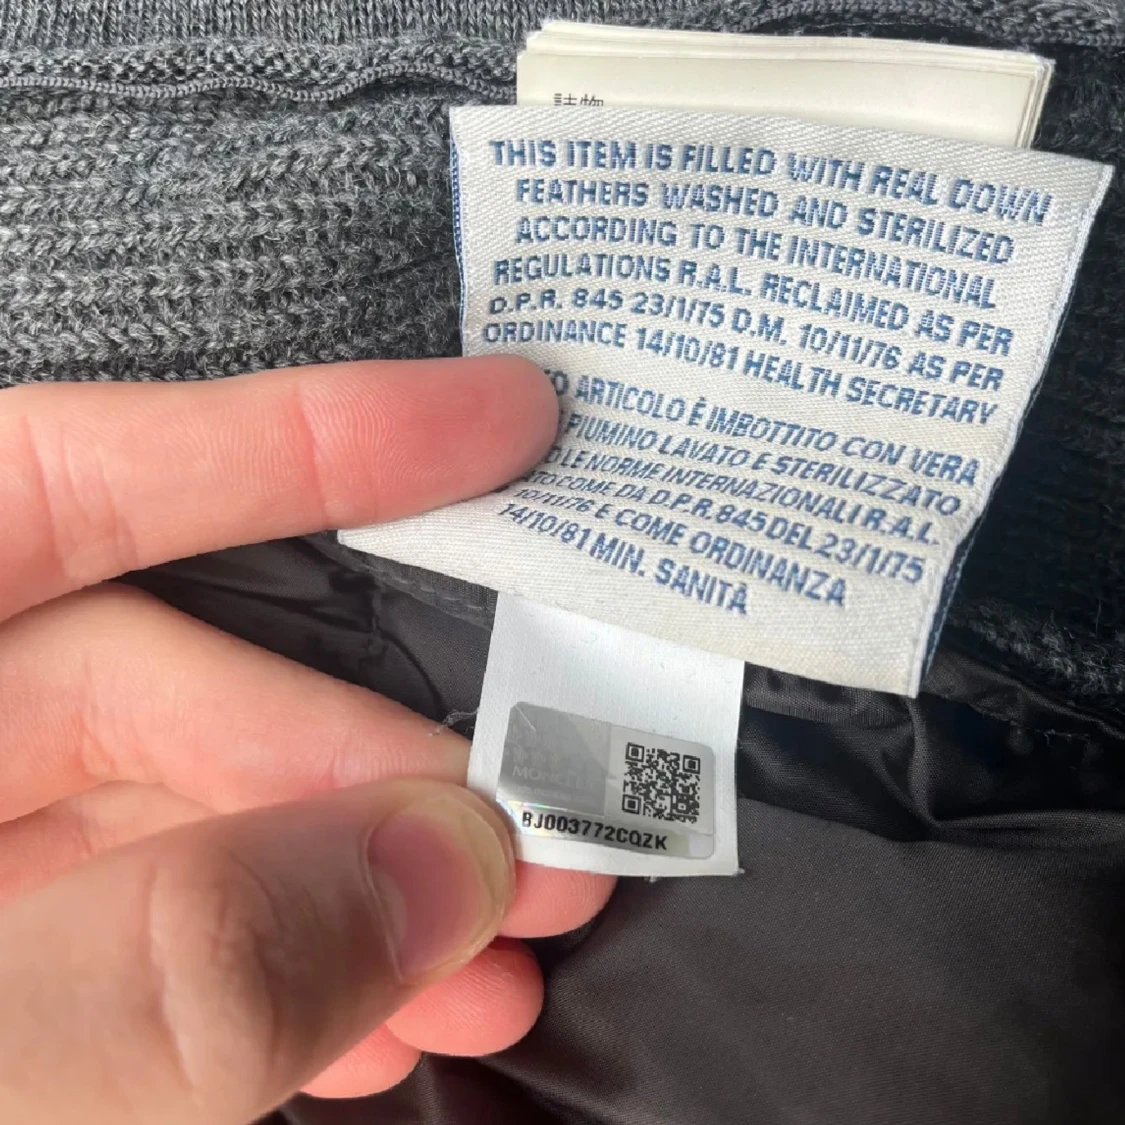 詰物
THIS ITEM IS FILLED WITH REAL DOWN
FEATHERS WASHED AND STERILIZED
ACCORDING TO THE INTERNATIONAL
REGULATIONS R.A.L. RECLAIMED AS PER
D.P.R. 845 23/1/75 D.M. 10/11/76 AS PER
ORDINANCE 14/10/81 HEALTH SECRETARY
ARTICOLO È IMBOTTITO CON VERA
PIUMINO LAVATO E STERILIZZATO
LE NORME INTERNAZIONALI R.A.L.
COME DA D.P.R. 845 DEL 23/1/75
10/11/76 E COME ORDINANZA
14/10/81 MIN. SANITÀ
BJ003772CQZK